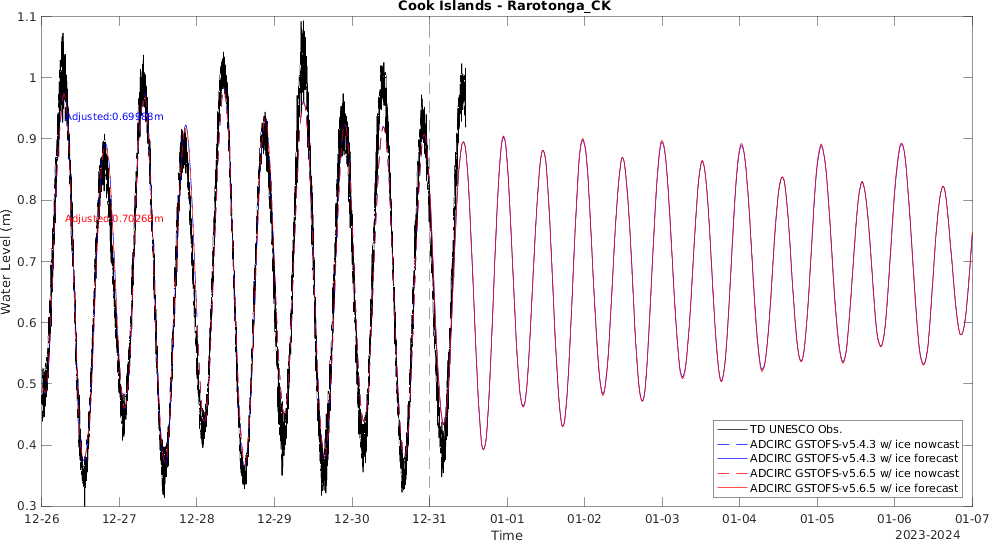 Cook Islands - Rarotonga_CK
Water Level (m)
1.1
1
0.9
0.8
0.7
0.6
0.5
0.4
0.3
Adjusted:0.69983m
Adjusted:0.70268m
TD UNESCO Obs.
ADCIRC GSTOFS-v5.4.3 w/ ice nowcast
ADCIRC GSTOFS-v5.4.3 w/ ice forecast
ADCIRC GSTOFS-v5.6.5 w/ ice nowcast
ADCIRC GSTOFS-v5.6.5 w/ ice forecast
12-26 12-27 12-28 12-29 12-30 12-31 01-01 01-02 01-03 01-04 01-05 01-06 01-07
Time
2023-2024